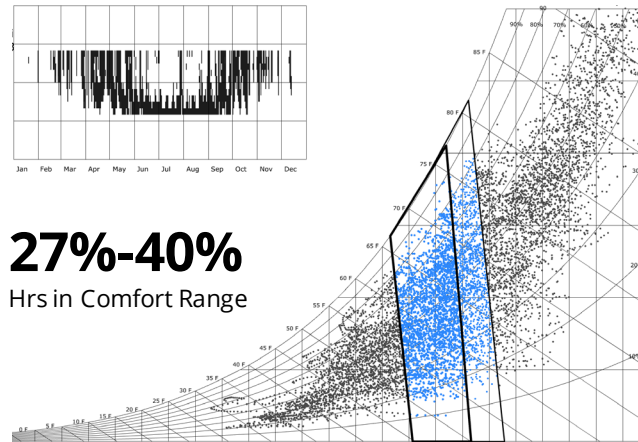 Jan Feb Mar Apr May Jun Jul Aug Sep Oct Nov Dec
27%-40%
Hrs in Comfort Range
0 F
5 F
10 F
15 F
20 F
25 F
30 F
35 F
40 F
45 F
50 F
55 F
60 F
65 F
70 F
75 F
80 F
85 F
90
90% 80% 70%